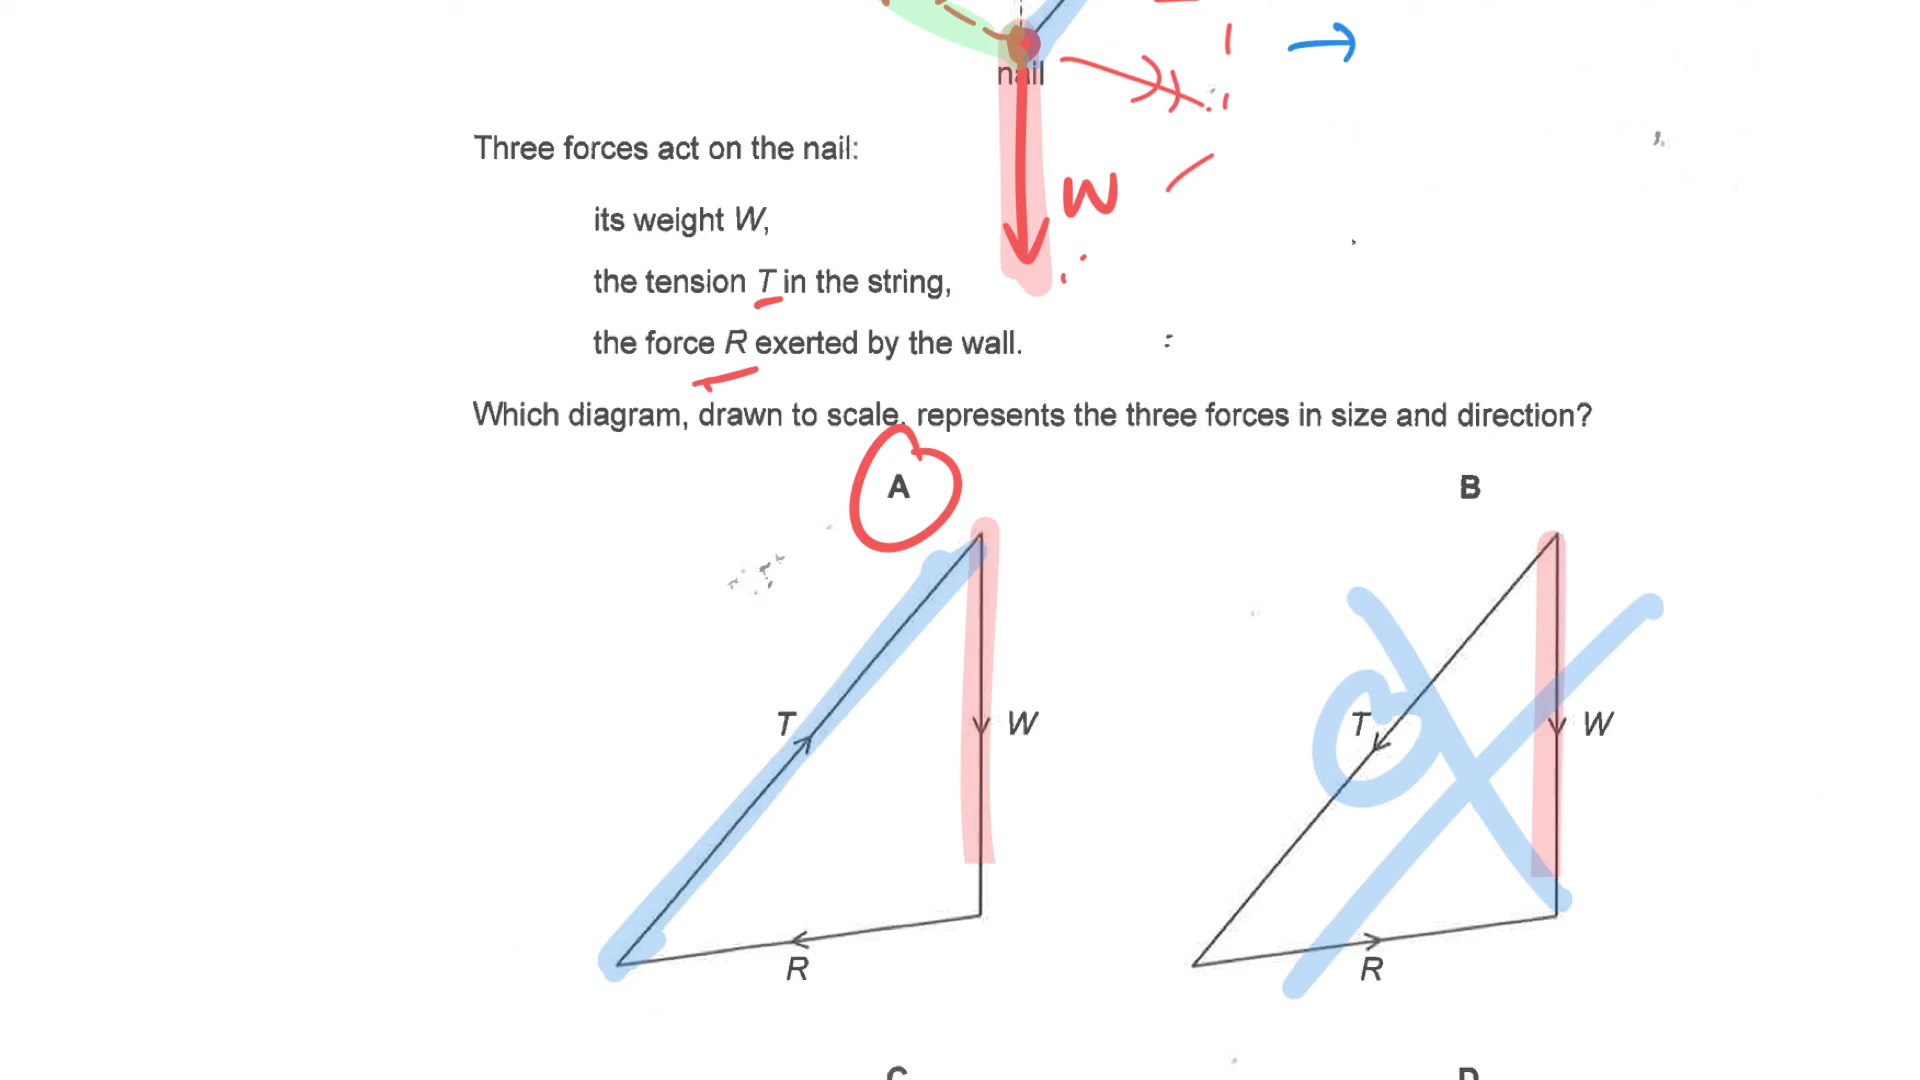 nail
Three forces act on the nail:
its weight W,
W
the tension T in the string,
the force R exerted by the wall.
Which diagram, drawn to scale, represents the three forces in size and direction?
A
B
T
W
T
W
R
R
C
D